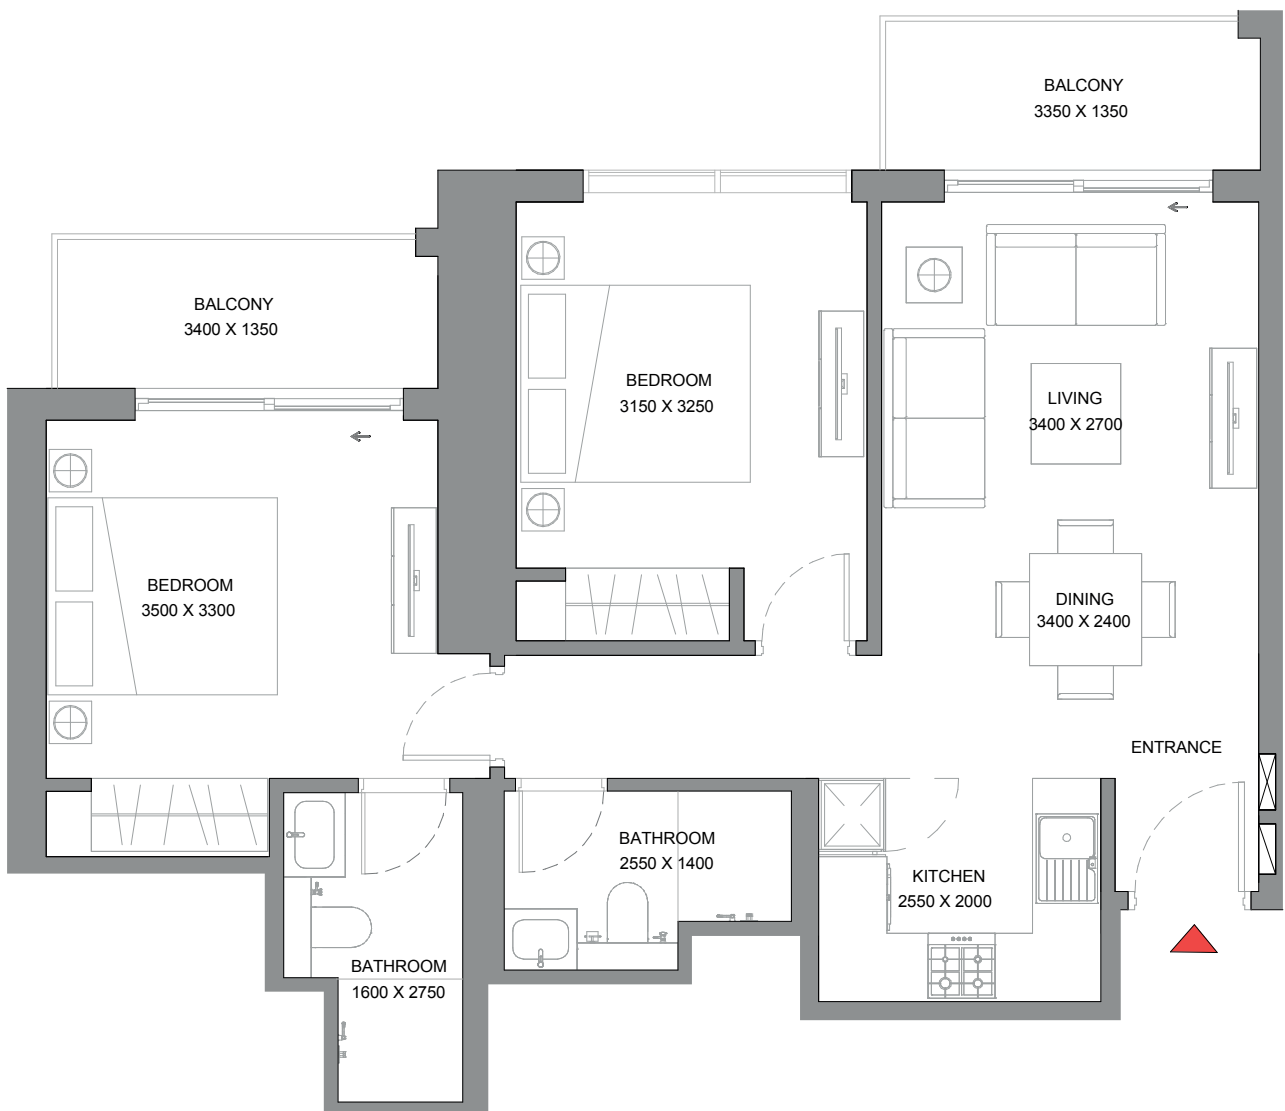 BALCONY
3350 X 1350
BALCONY
3400 X 1350
BEDROOM
3150 X 3250
LIVING
3400 X 2700
BEDROOM
3500 X 3300
DINING
3400 X 2400
ENTRANCE
BATHROOM
2550 X 1400
KITCHEN
2550 X 2000
BATHROOM
1600 X 2750